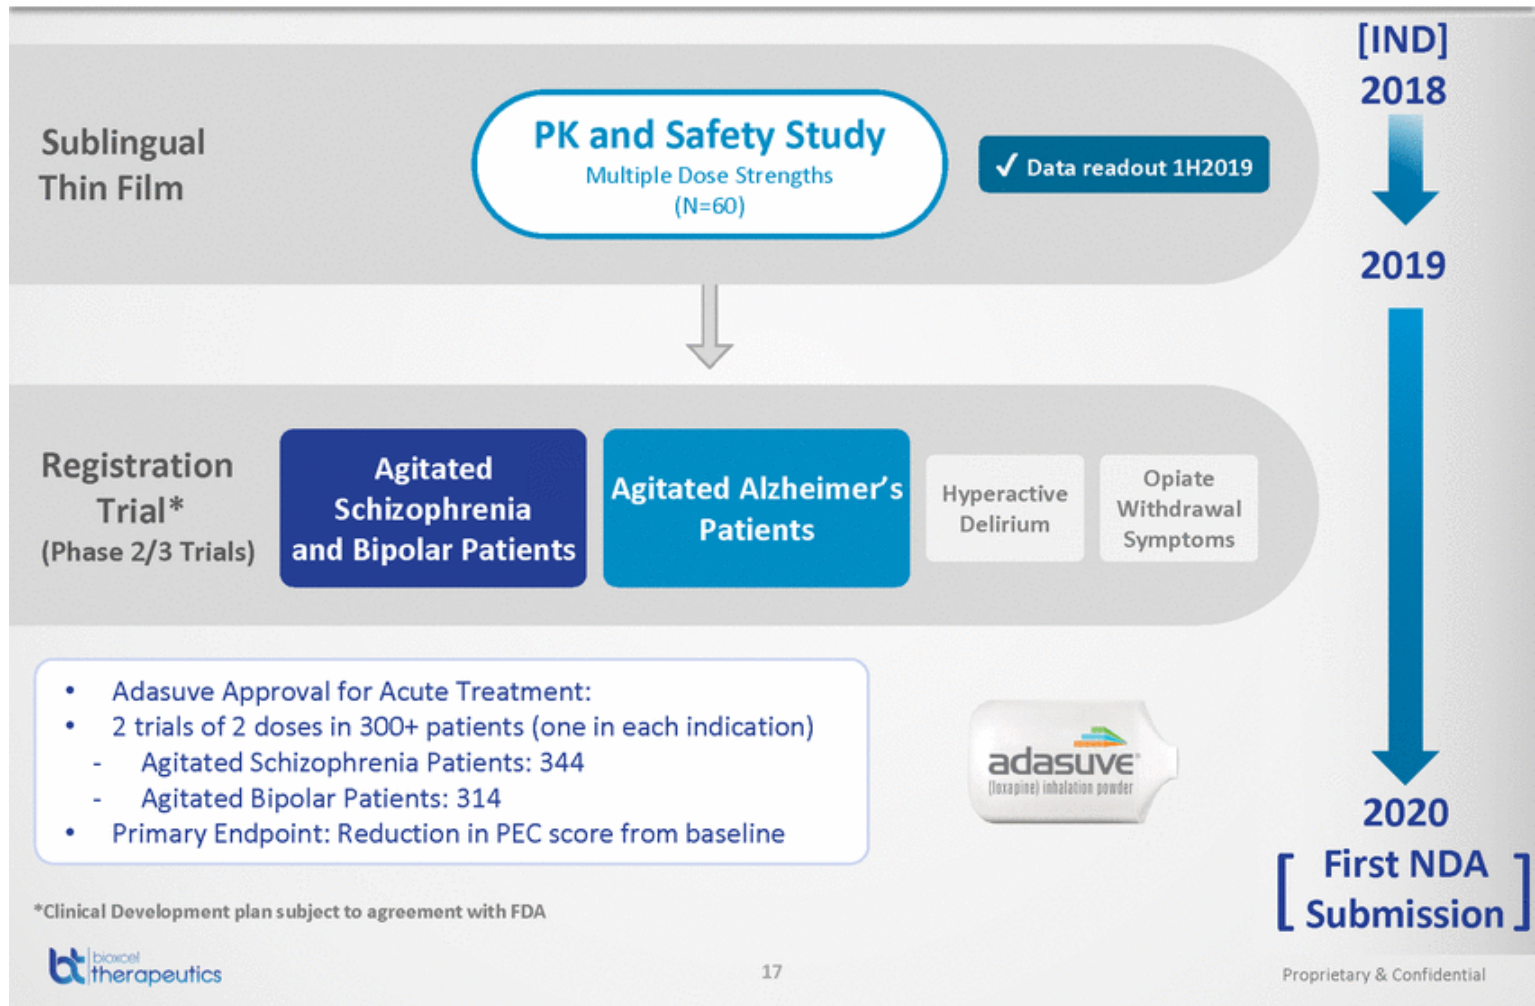 [IND]
2018
Sublingual
Thin Film
PK and Safety Study
Multiple Dose Strengths
(N=60)
✓ Data readout 1H2019
2019
Registration
Trial*
(Phase 2/3 Trials)
Agitated
Schizophrenia
and Bipolar Patients
Agitated Alzheimer's
Patients
Hyperactive
Delirium
Opiate
Withdrawal
Symptoms
• Adasuve Approval for Acute Treatment:
• 2 trials of 2 doses in 300+ patients (one in each indication)
- Agitated Schizophrenia Patients: 344
- Agitated Bipolar Patients: 314
• Primary Endpoint: Reduction in PEC score from baseline
adasuve
(loxapine) inhalation powder
2020
[First NDA
Submission]
*Clinical Development plan subject to agreement with FDA
bt bioxcel
therapeutics
17
Proprietary & Confidential